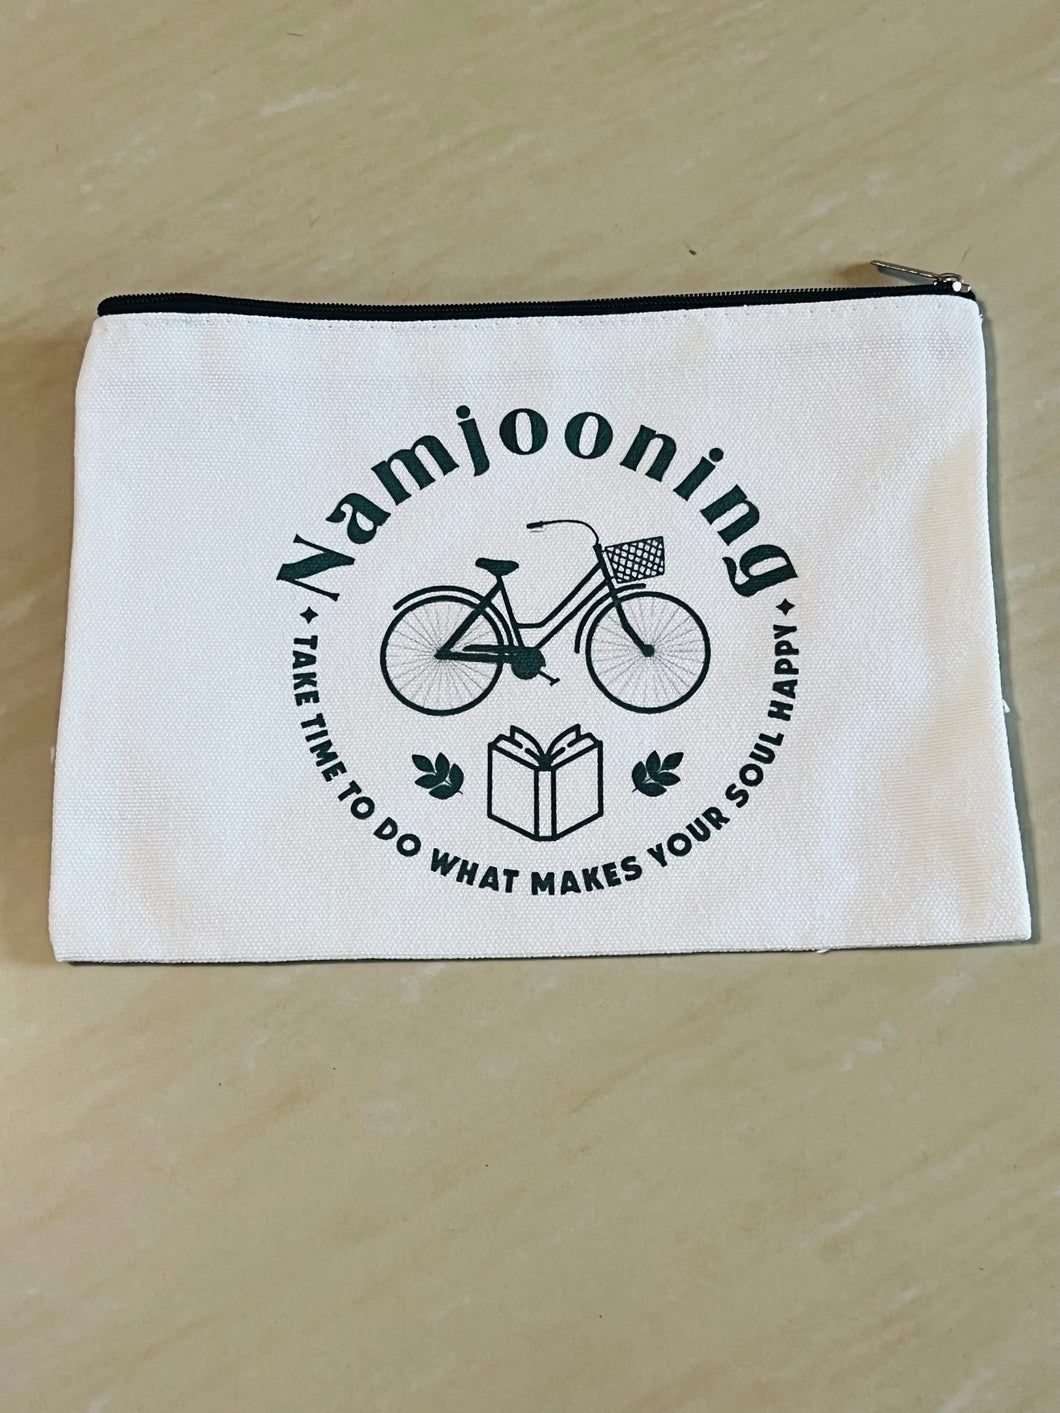 Namjooning
TAKE TIME TO DO WHAT MAKES YOUR SOUL HAPPY